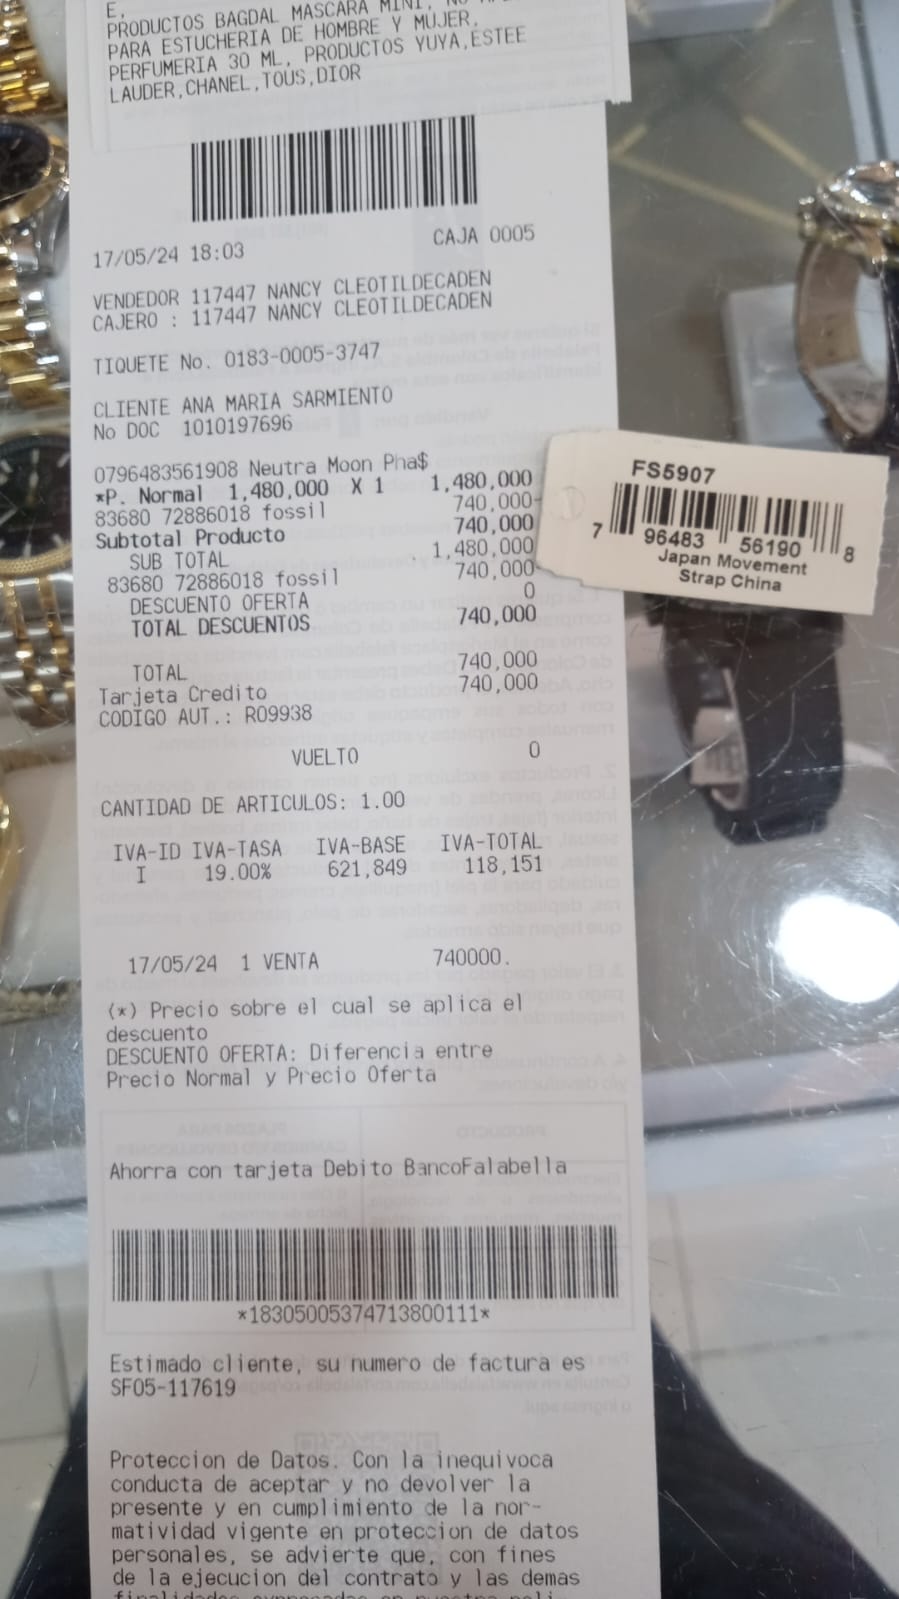 E,
PRODUCTOS BAGDAL MASCARA MINI, NO
PARA ESTUCHERIA DE HOMBRE Y MUJER,
PERFUMERIA 30 ML, PRODUCTOS YUYA,ESTEE
LAUDER,CHANEL,TOUS,DIOR
17/05/24 18:03 CAJA 0005
VENDEDOR 117447 NANCY CLEOTILDECADEN
CAJERO : 117447 NANCY CLEOTILDECADEN
TIQUETE No. 0183-0005-3747
CLIENTE ANA MARIA SARMIENTO
No DOC 1010197696
0796483561908 Neutra Moon Pha$
*P. Normal 1,480,000 X 1 1,480,000
83680 72886018 fossil 740,000-
Subtotal Producto 740,000
SUB TOTAL 1,480,000
83680 72886018 fossil 740,000
DESCUENTO OFERTA 0
TOTAL DESCUENTOS 740,000
TOTAL 740,000
Tarjeta Credito 740,000
CODIGO AUT.: R09938
VUELTO 0
CANTIDAD DE ARTICULOS: 1.00
IVA-ID IVA-TASA IVA-BASE IVA-TOTAL
I 19.00% 621,849 118,151
17/05/24 1 VENTA 740000.
(*) Precio sobre el cual se aplica el
descuento
DESCUENTO OFERTA: Diferencia entre
Precio Normal y Precio Oferta
Ahorra con tarjeta Debito BancoFalabella
*18305005374713800111*
Estimado cliente, su numero de factura es
SF05-117619
Proteccion de Datos. Con la inequivoca
conducta de aceptar y no devolver la
presente y en cumplimiento de la nor-
matividad vigente en proteccion de datos
personales, se advierte que, con fines
de la ejecucion del contrato y las demas
FS5907
7 96483 56190 8
Japan Movement
Strap China